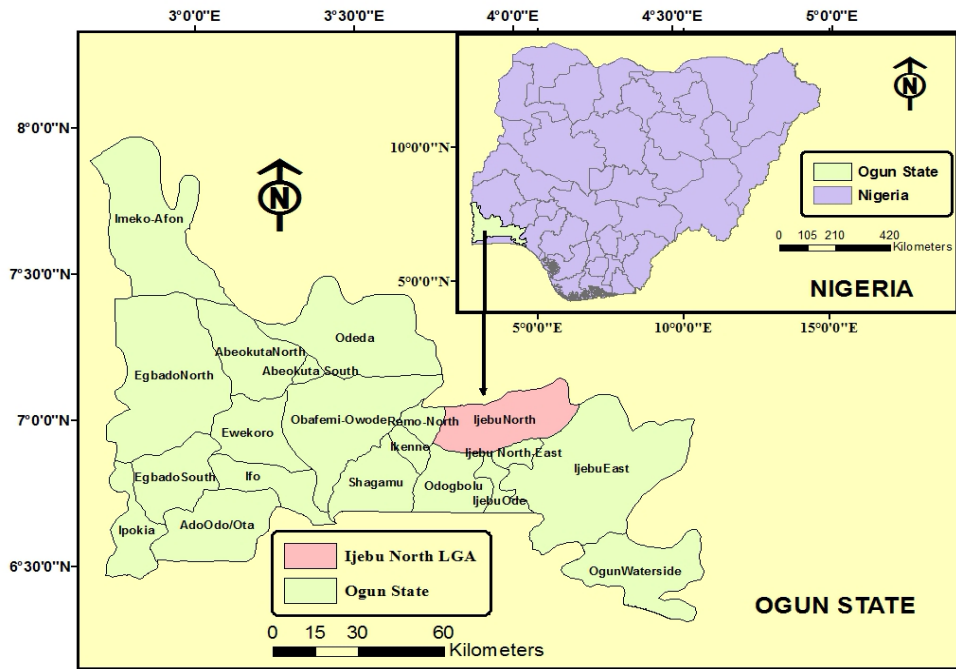 3°0'0"E
3°30'0"E
4°0'0"E
4°30'0"E
5°0'0"E
8°0'0"N
7°30'0"N
7°0'0"N
6°30'0"N
N
Imeko-Afon
Odeda
AbeokutaNorth
Abeokuta South
EgbadoNorth
Obafemi-Owode
Remo-North
IjebuNorth
Ewekoro
Ikenne
Ijebu North-East
IjebuEast
EgbadoSouth
Ifo
Shagamu
Odogbolu
IjebuOde
Ipokia
AdoOdo/Ota
OgunWaterside
Ijebu North LGA
Ogun State
0 15 30 60
Kilometers
OGUN STATE
10°0'0"N
5°0'0"N
N
Ogun State
Nigeria
0 105 210 420
Kilometers
NIGERIA
5°0'0"E
10°0'0"E
15°0'0"E